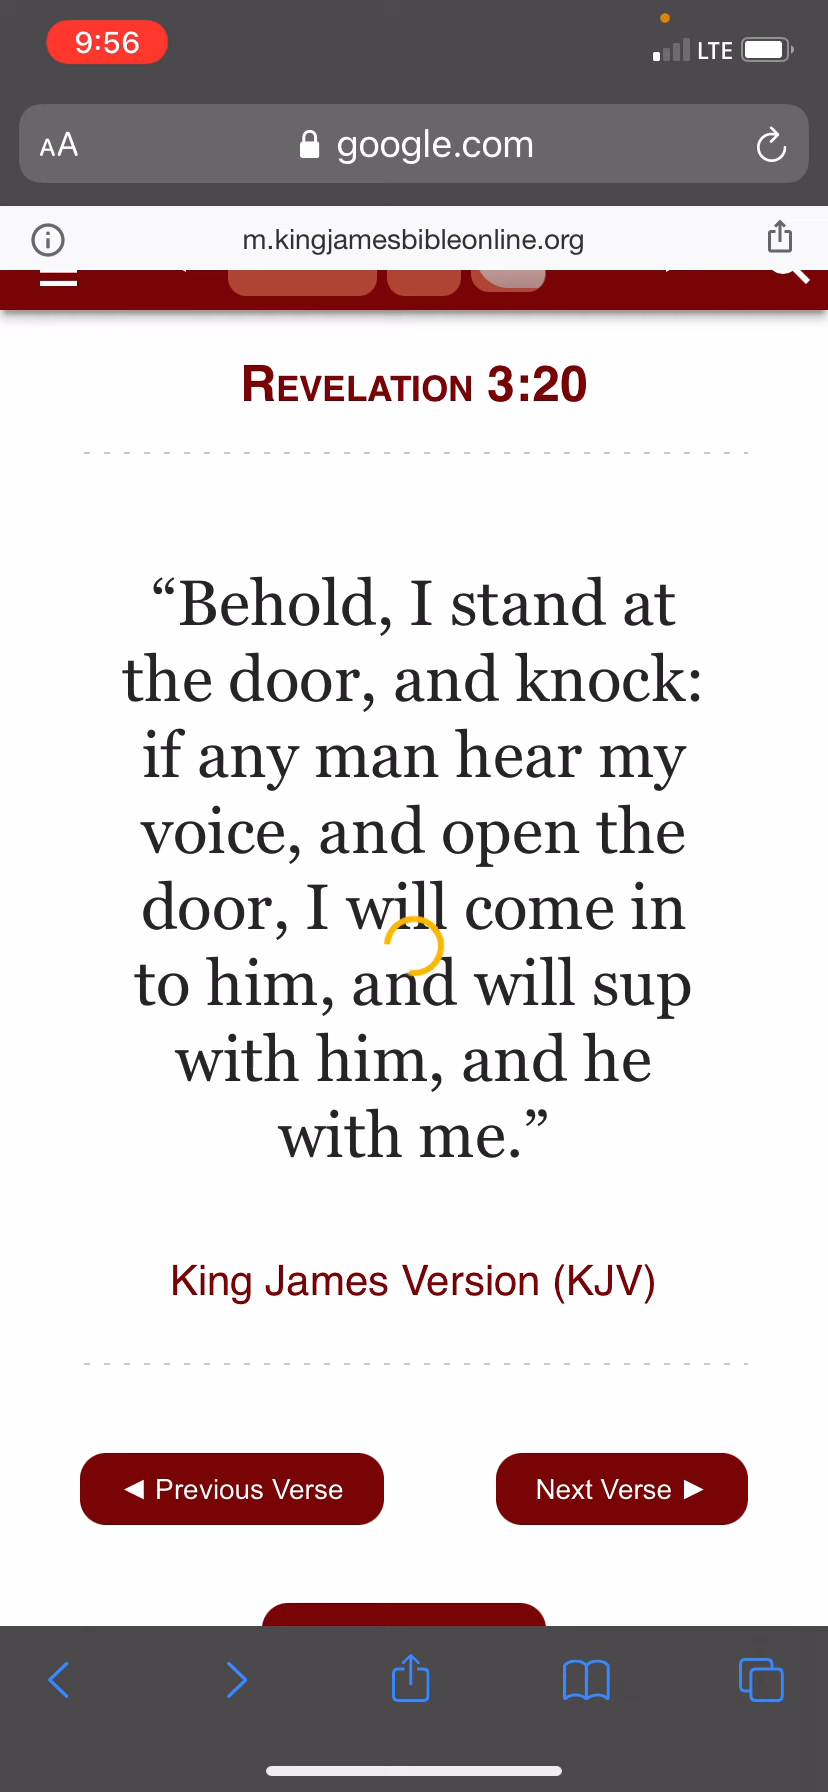 9:56
LTE
AA google.com
m.kingjamesbibleonline.org
Revelation 3:20
“Behold, I stand at
the door, and knock:
if any man hear my
voice, and open the
door, I will come in
to him, and will sup
with him, and he
with me.”
King James Version (KJV)
◀ Previous Verse
Next Verse ▶